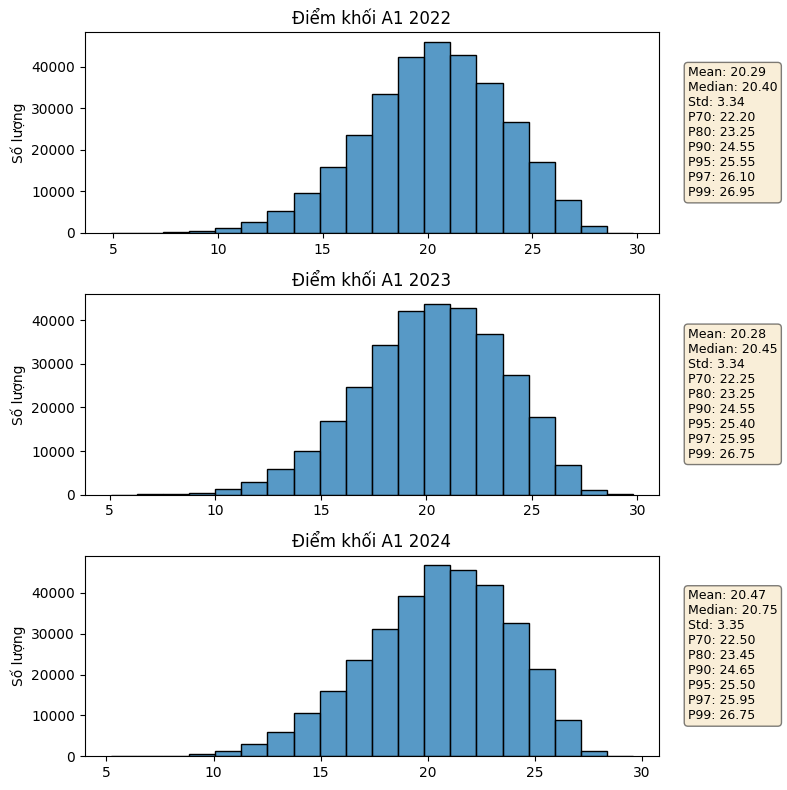 Điểm khối A1 2022
Số lượng
40000
30000
20000
10000
0
5 10 15 20 25 30
Mean: 20.29
Median: 20.40
Std: 3.34
P70: 22.20
P80: 23.25
P90: 24.55
P95: 25.55
P97: 26.10
P99: 26.95
Điểm khối A1 2023
Số lượng
40000
30000
20000
10000
0
5 10 15 20 25 30
Mean: 20.28
Median: 20.45
Std: 3.34
P70: 22.25
P80: 23.25
P90: 24.55
P95: 25.40
P97: 25.95
P99: 26.75
Điểm khối A1 2024
Số lượng
40000
30000
20000
10000
0
5 10 15 20 25 30
Mean: 20.47
Median: 20.75
Std: 3.35
P70: 22.50
P80: 23.45
P90: 24.65
P95: 25.50
P97: 25.95
P99: 26.75